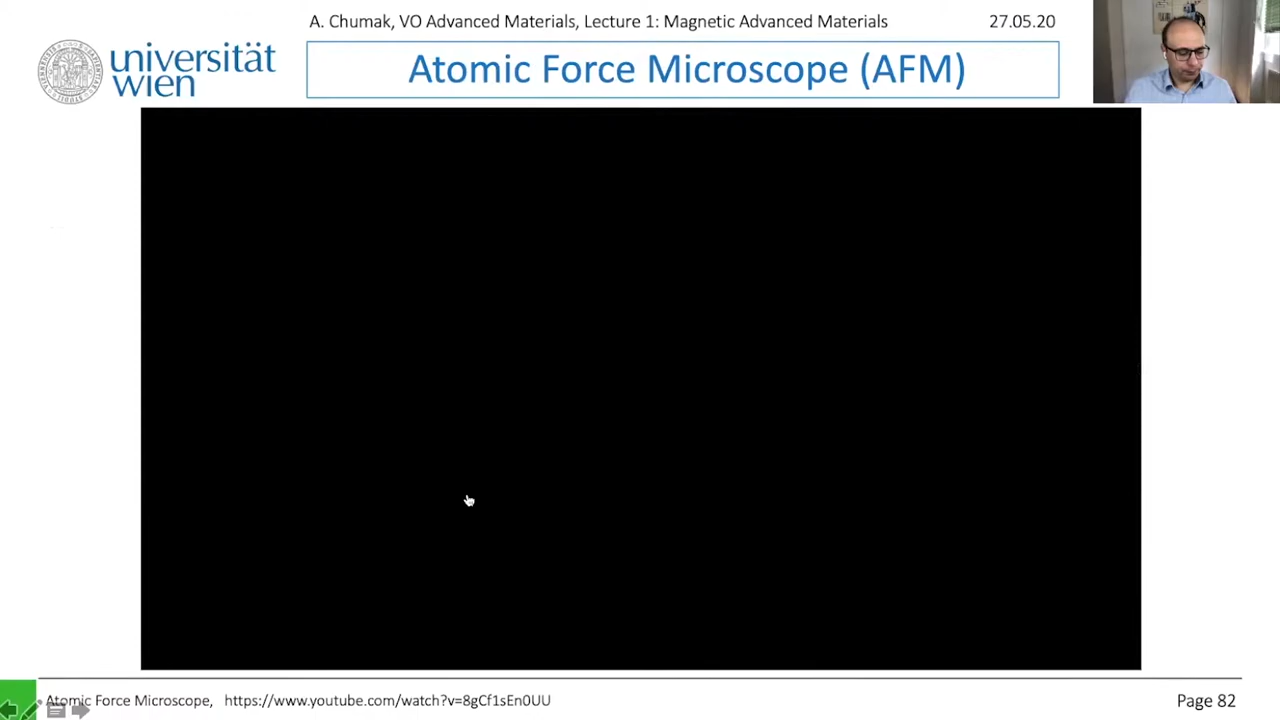 A. Chumak, VO Advanced Materials, Lecture 1: Magnetic Advanced Materials 27.05.20
universität
wien
Atomic Force Microscope (AFM)
Atomic Force Microscope, https://www.youtube.com/watch?v=8gCf1sEn0UU
Page 82